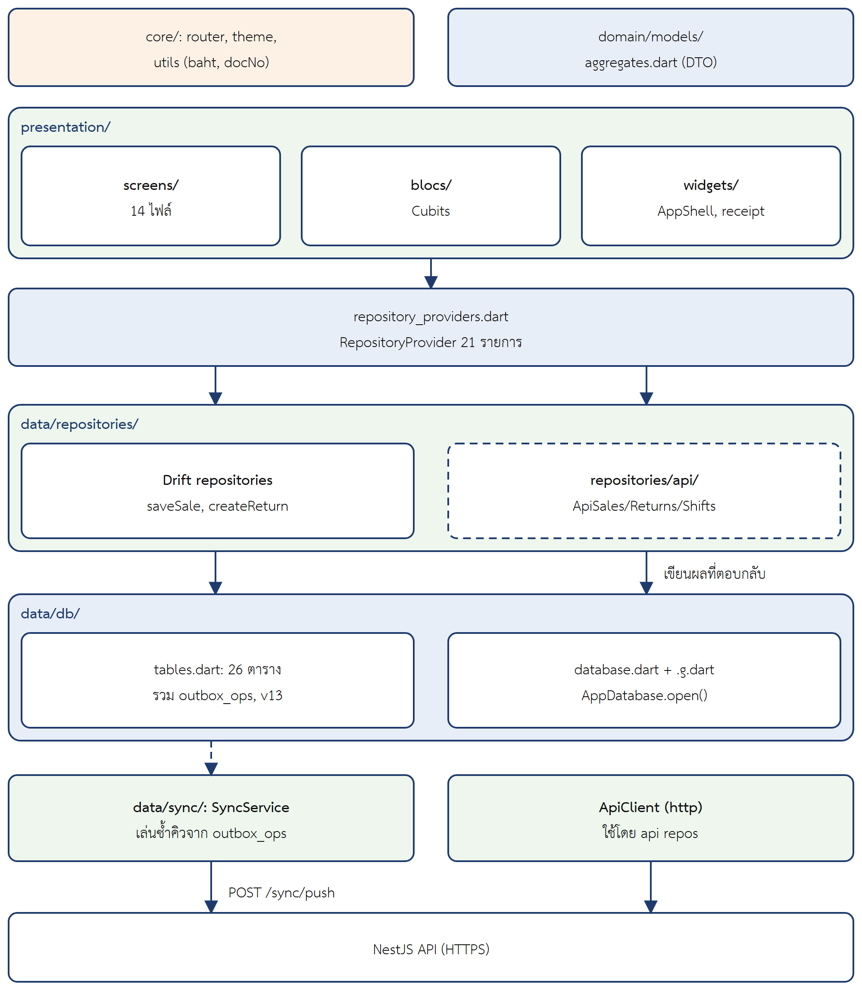 core/: router, theme,
utils (baht, docNo)
domain/models/
aggregates.dart (DTO)
presentation/
screens/
14 ไฟล์
blocs/
Cubits
widgets/
AppShell, receipt
repository_providers.dart
RepositoryProvider 21 รายการ
data/repositories/
Drift repositories
saveSale, createReturn
repositories/api/
ApiSales/Returns/Shifts
เขียนผลที่ตอบกลับ
data/db/
tables.dart: 26 ตาราง
รวม outbox_ops, v13
database.dart + .g.dart
AppDatabase.open()
data/sync/: SyncService
เล่นซ้ำคิวจาก outbox_ops
ApiClient (http)
ใช้โดย api repos
POST /sync/push
NestJS API (HTTPS)